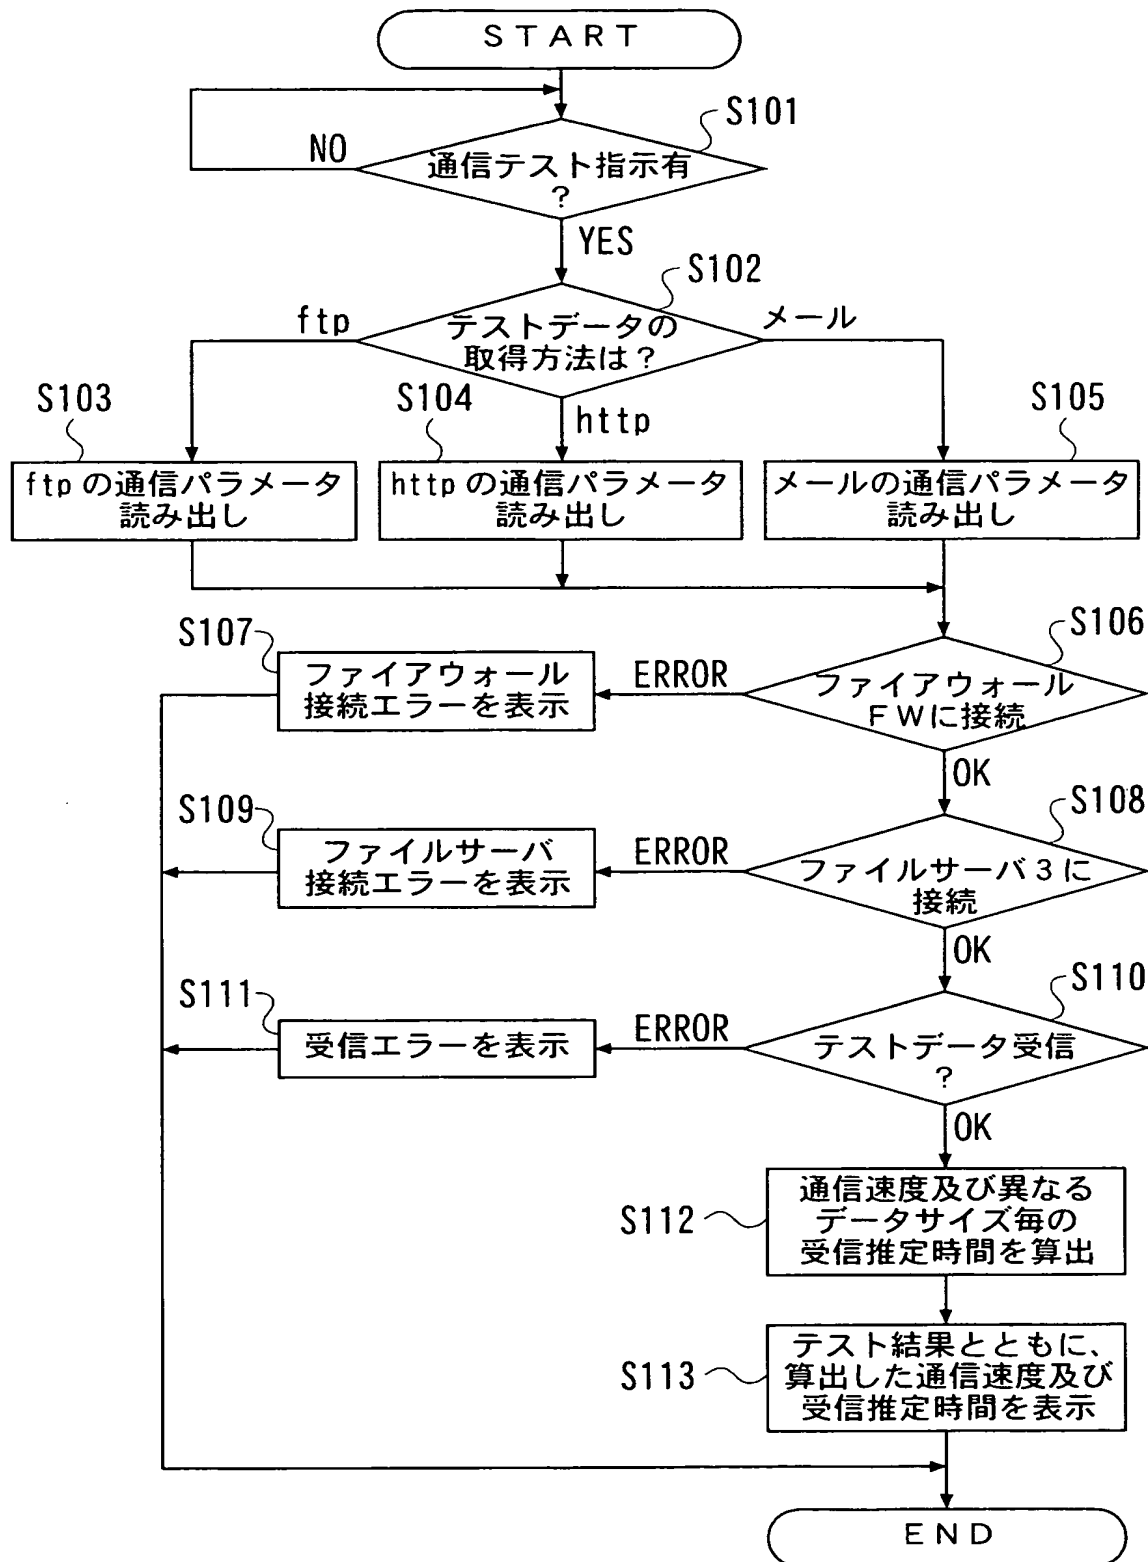 START
S101
NO
通信テスト指示有
?
YES
S102
ftp
テストデータの
取得方法は?
メール
S103
S104
http
S105
ftpの通信パラメータ
読み出し
httpの通信パラメータ
読み出し
メールの通信パラメータ
読み出し
S107
S106
ファイアウォール
接続エラーを表示
ERROR
ファイアウォール
FWに接続
OK
S109
S108
ファイルサーバ
接続エラーを表示
ERROR
ファイルサーバ3に
接続
OK
S111
S110
受信エラーを表示
ERROR
テストデータ受信
?
OK
S112
通信速度及び異なる
データサイズ毎の
受信推定時間を算出
S113
テスト結果とともに、
算出した通信速度及び
受信推定時間を表示
END